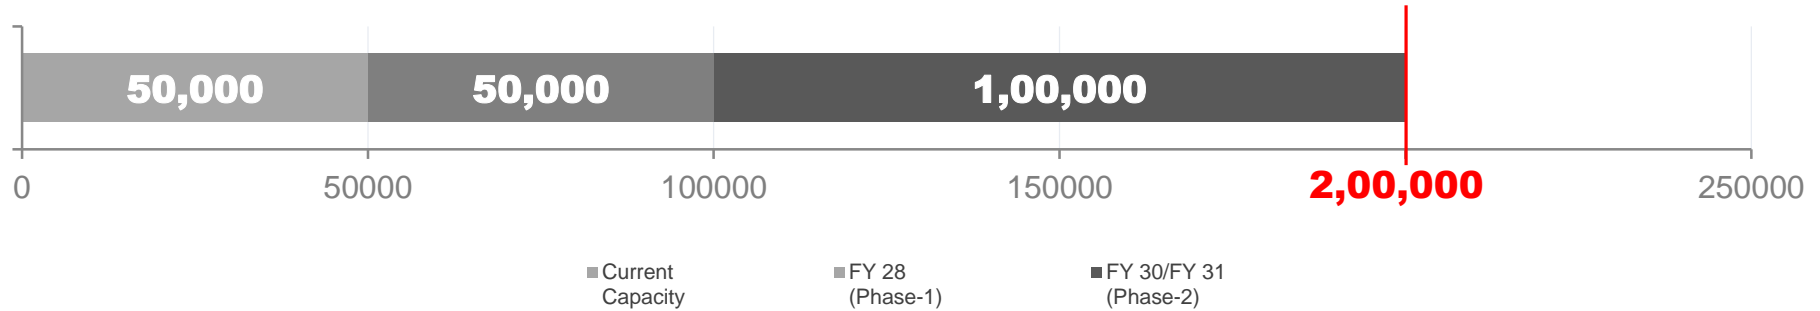 50,000 50,000 1,00,000
0 50000 100000 150000 2,00,000 250000
Current FY 28 FY 30/FY 31
Capacity (Phase-1) (Phase-2)